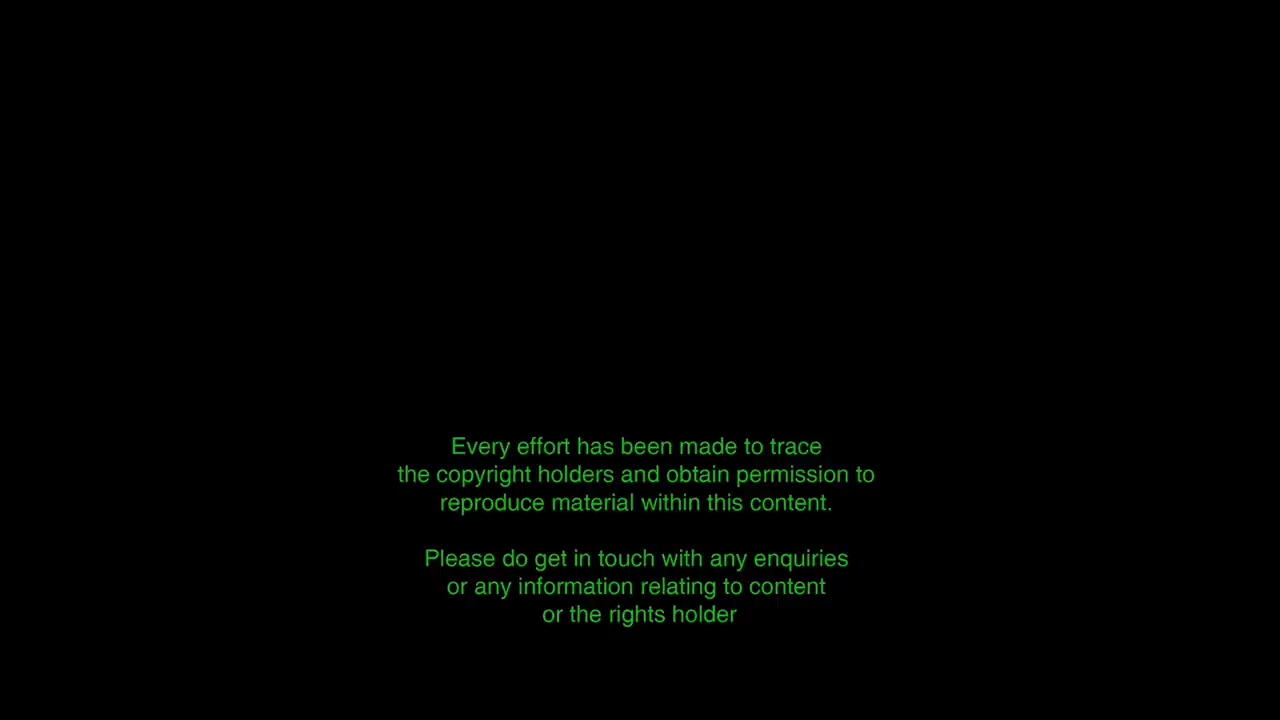 Every effort has been made to trace
the copyright holders and obtain permission to
reproduce material within this content.
Please do get in touch with any enquiries
or any information relating to content
or the rights holder